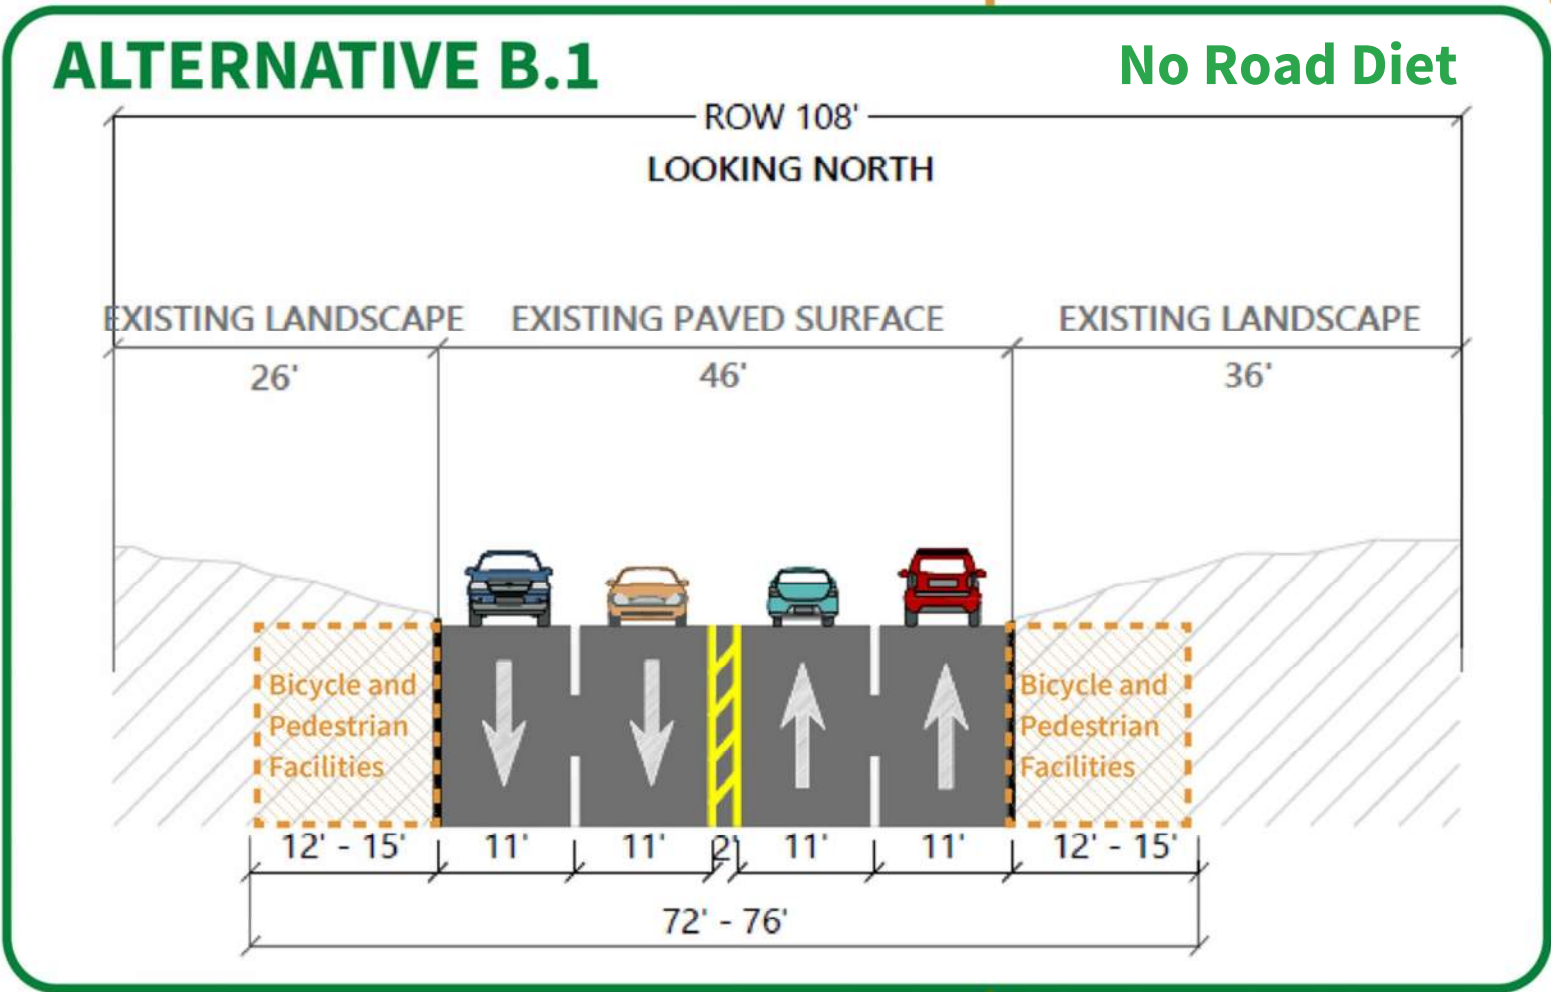 ALTERNATIVE B.1
No Road Diet
ROW 108'
LOOKING NORTH
EXISTING LANDSCAPE
EXISTING PAVED SURFACE
EXISTING LANDSCAPE
26'
46'
36'
Bicycle and
Pedestrian
Facilities
Bicycle and
Pedestrian
Facilities
12' - 15'
11'
11'
2'
11'
11'
12' - 15'
72' - 76'